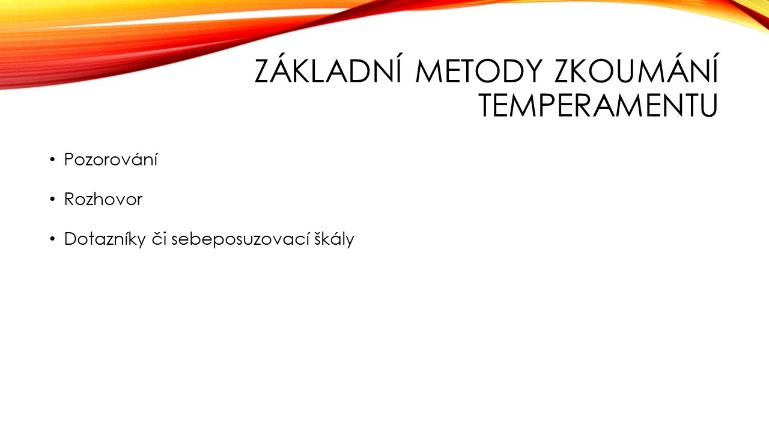 ZÁKLADNÍ METODY ZKOUMÁNÍ
TEMPERAMENTU
• Pozorování
• Rozhovor
• Dotazníky či sebeposuzovací škály